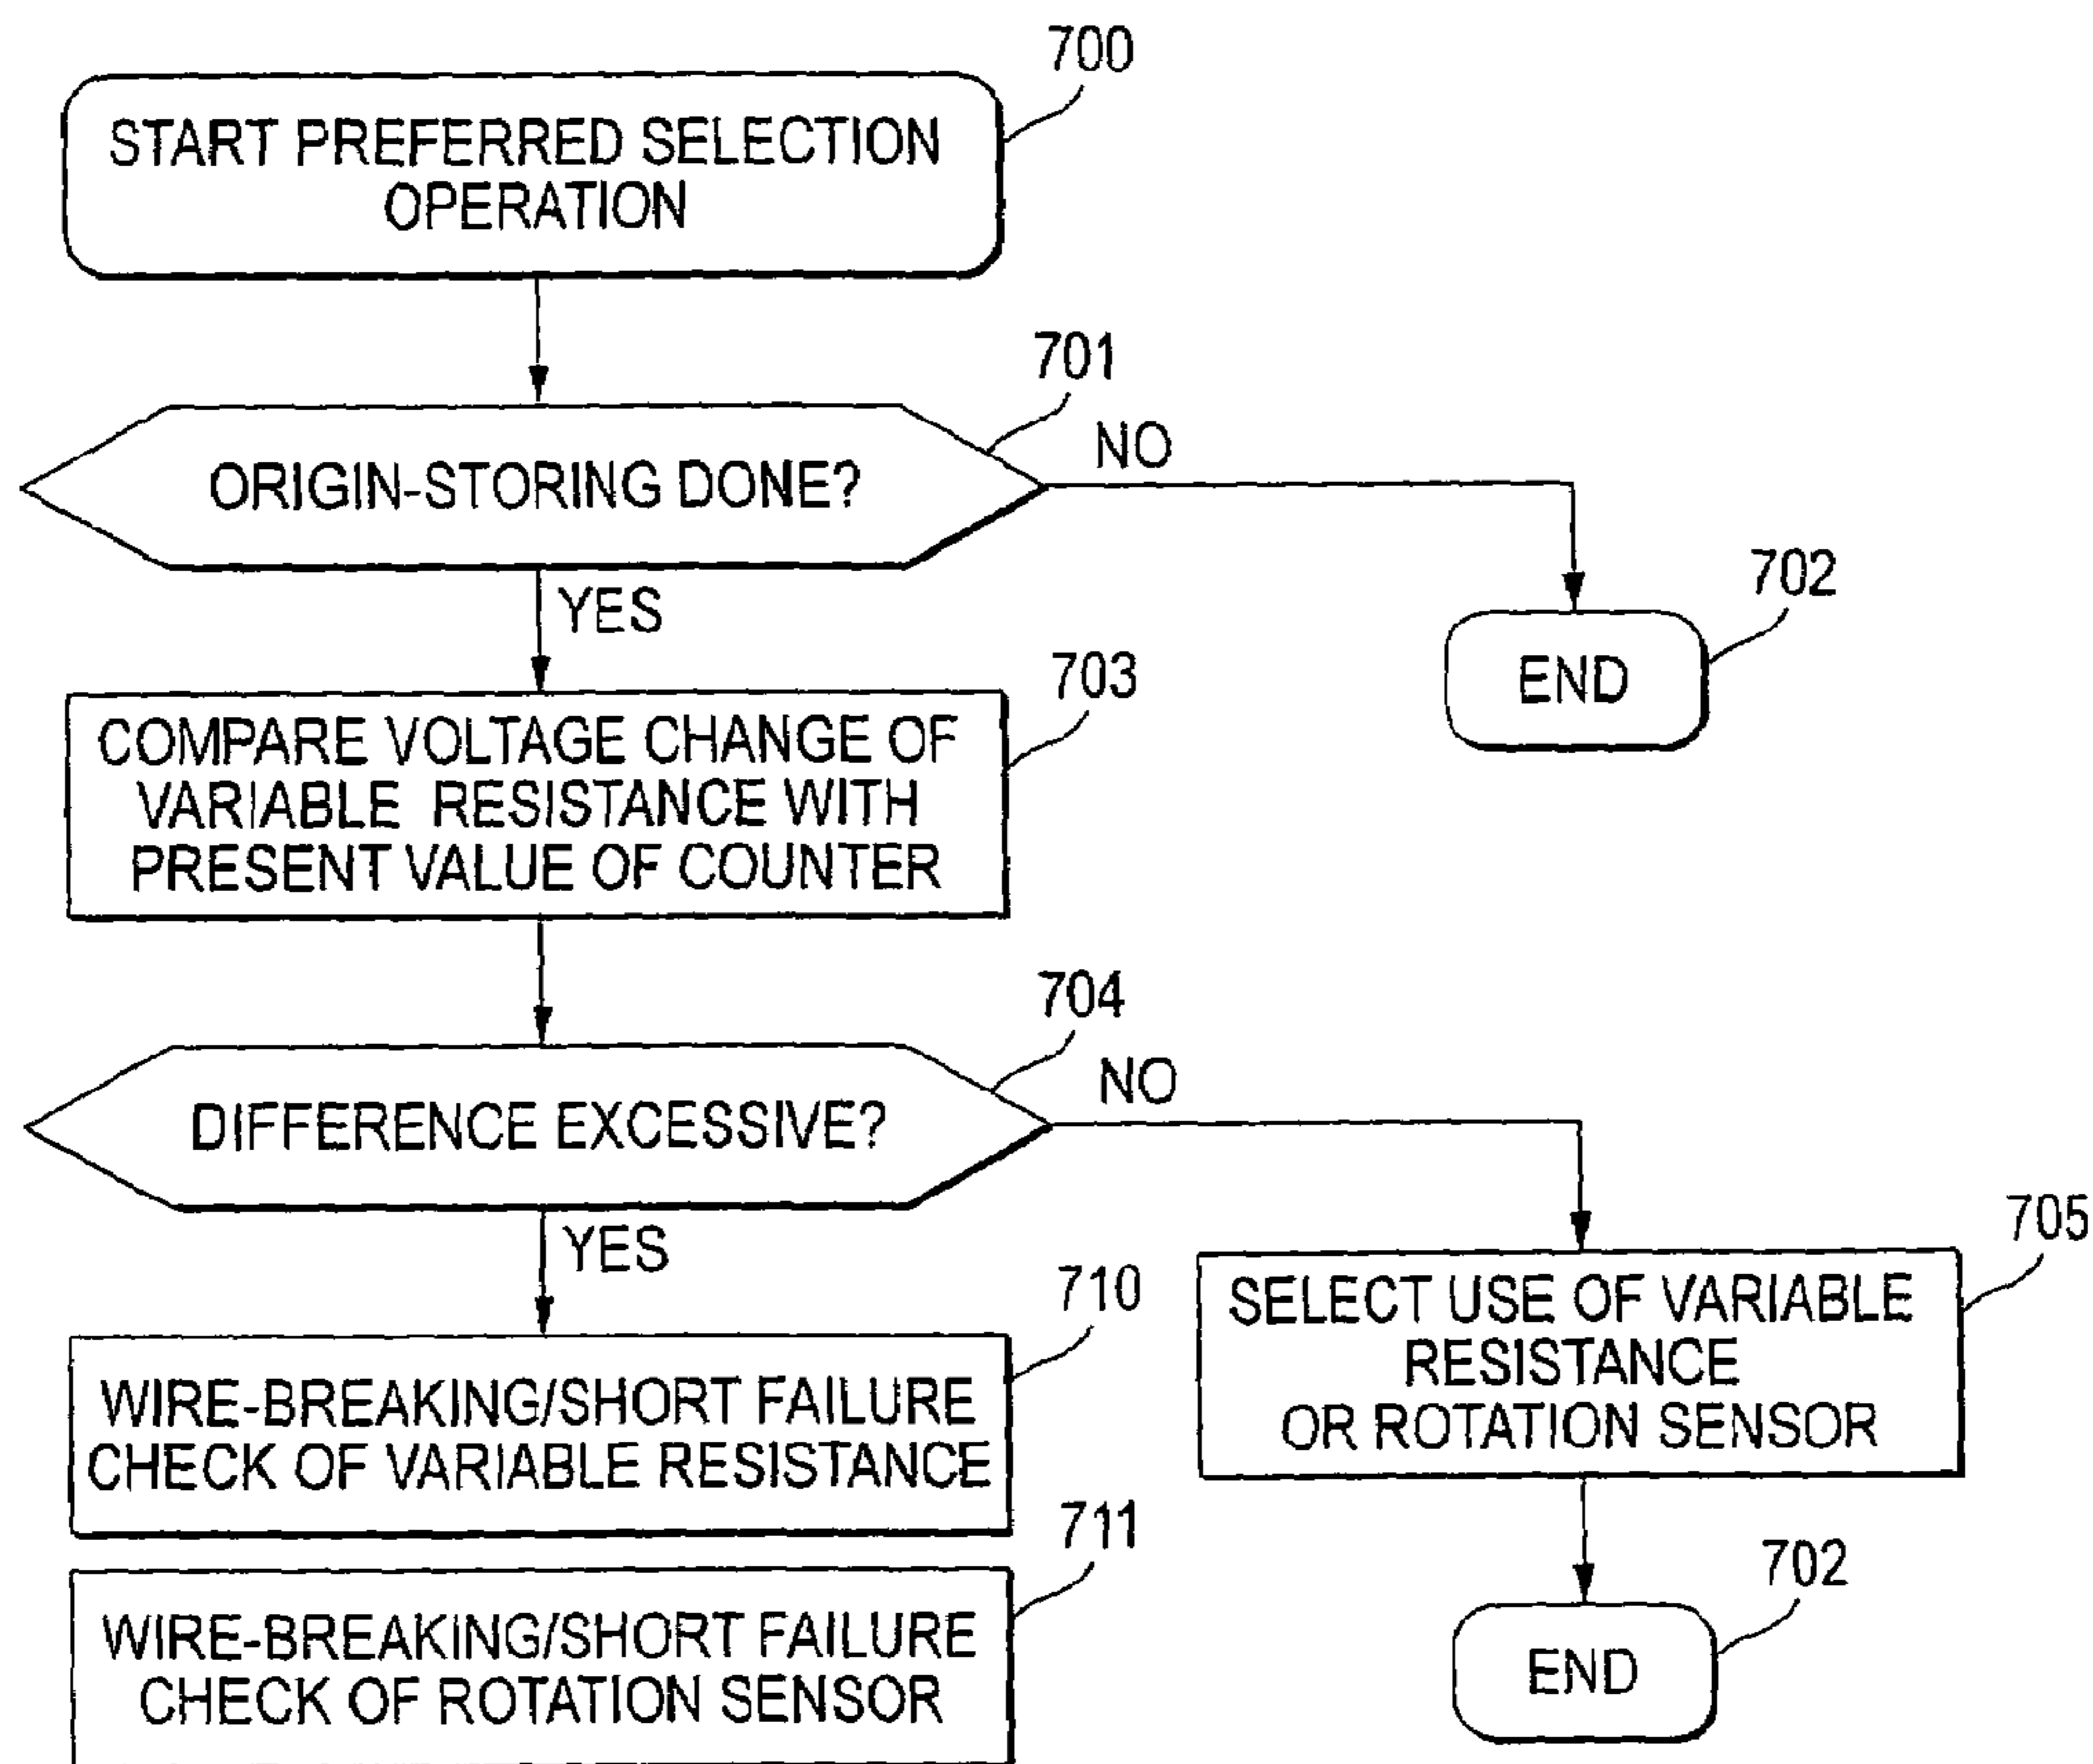 700
START PREFERRED SELECTION
OPERATION
701
ORIGIN-STORING DONE?
NO
702
END
YES
703
COMPARE VOLTAGE CHANGE OF
VARIABLE RESISTANCE WITH
PRESENT VALUE OF COUNTER
704
DIFFERENCE EXCESSIVE?
NO
705
SELECT USE OF VARIABLE
RESISTANCE
OR ROTATION SENSOR
702
END
YES
710
WIRE-BREAKING/SHORT FAILURE
CHECK OF VARIABLE RESISTANCE
711
WIRE-BREAKING/SHORT FAILURE
CHECK OF ROTATION SENSOR